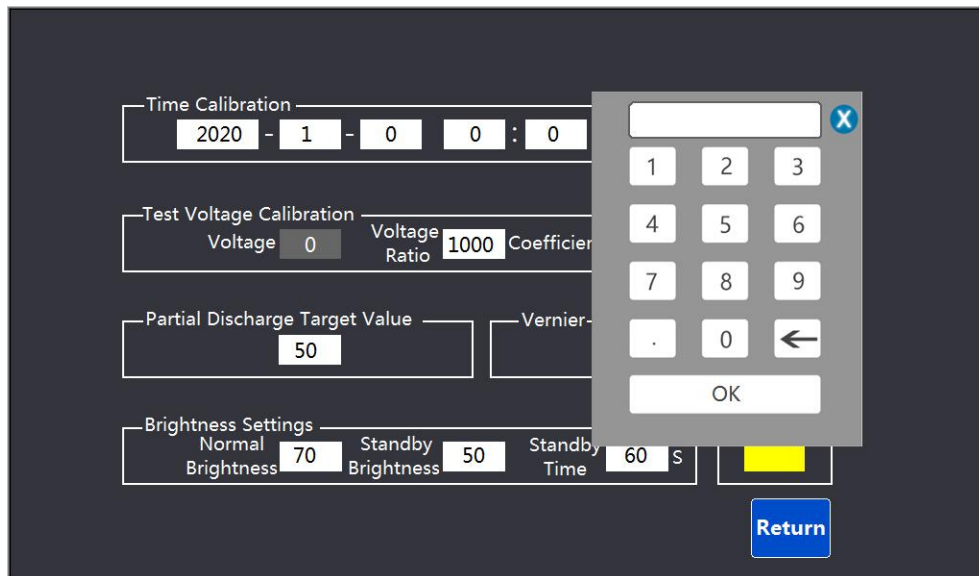 Time Calibration
2020 - 1 - 0 0 : 0
X
1 2 3
Test Voltage Calibration
Voltage 0 Voltage Ratio 1000 Coefficien
4 5 6
7 8 9
Partial Discharge Target Value
50
Vernier
. 0 ←
OK
Brightness Settings
Normal Brightness 70 Standby Brightness 50 Standby Time 60 S
Return